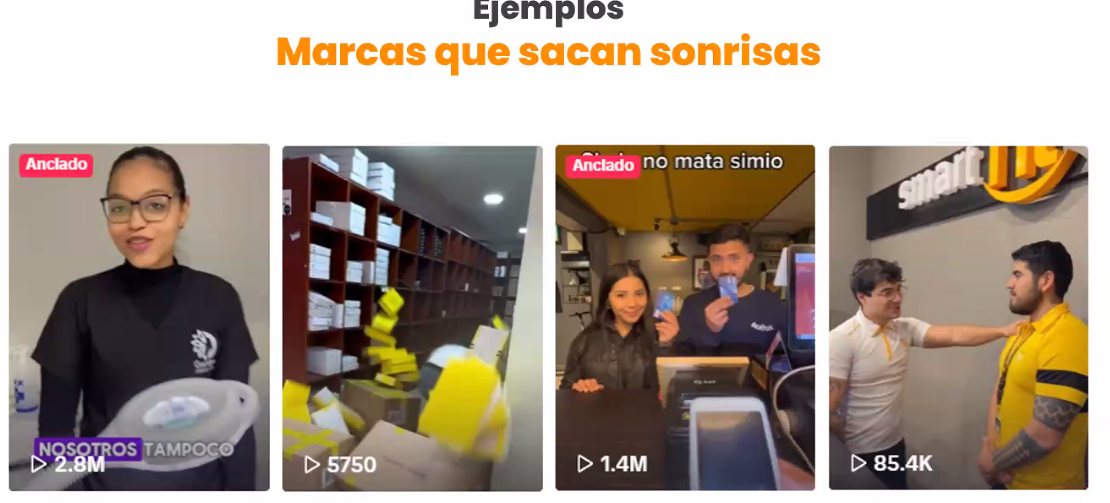 Ejemplos
Marcas que sacan sonrisas
Anclado
NOSOTROS TAMPOCO
2.8M
5750
Anclado
no mata simio
1.4M
smart fit
85.4K